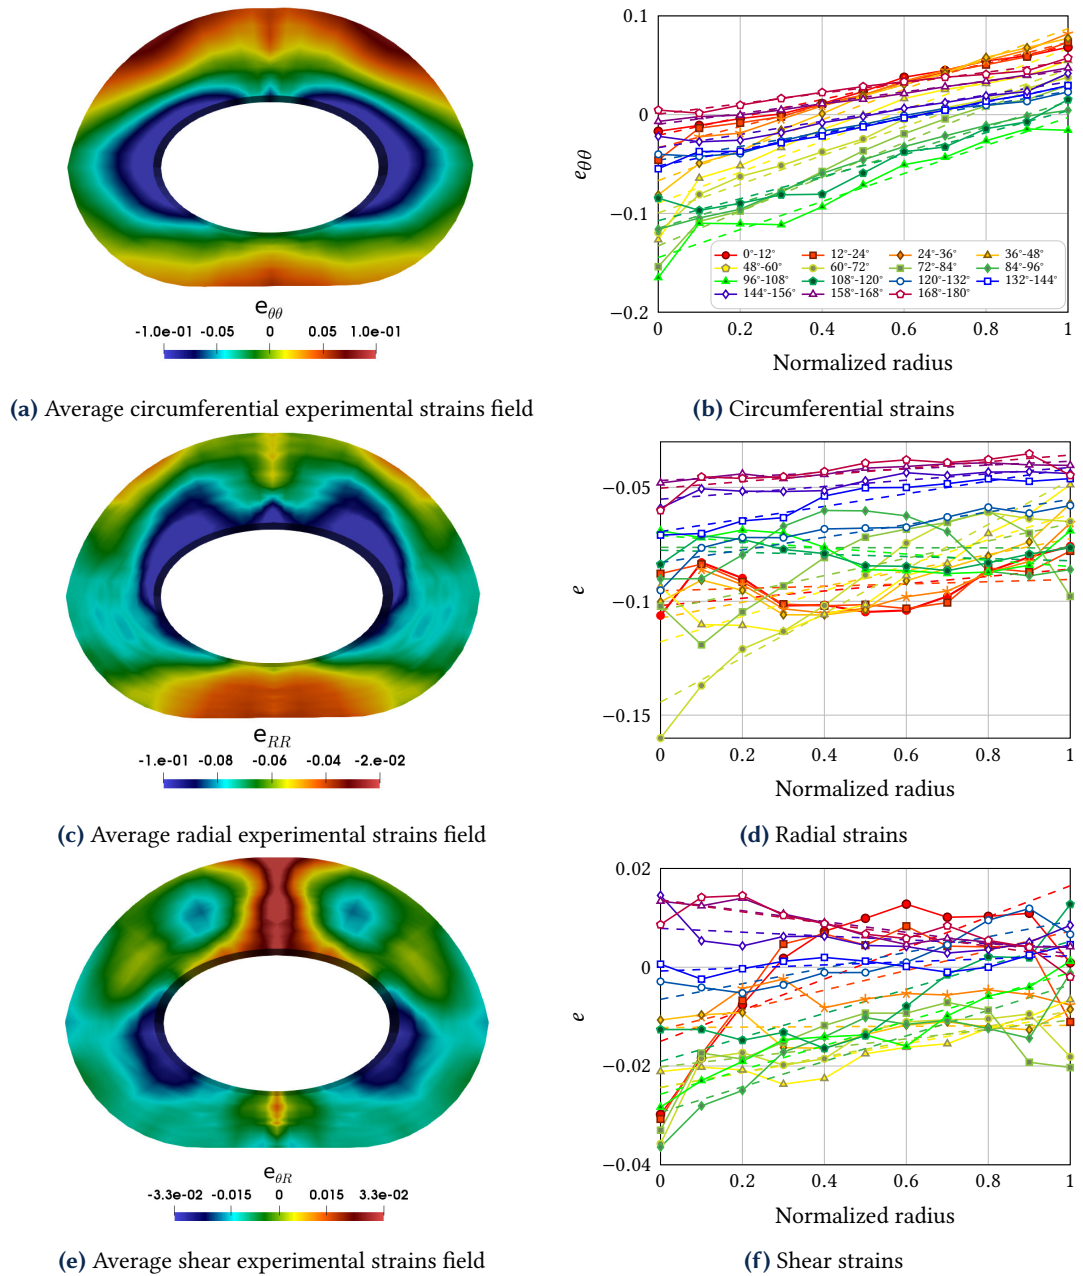 e_θθ
-1.0e-01 -0.05 0 0.05 1.0e-01
(a) Average circumferential experimental strains field
0.1
0
−0.1
−0.2
e_θθ
0°-12° 12°-24° 24°-36° 36°-48°
48°-60° 60°-72° 72°-84° 84°-96°
96°-108° 108°-120° 120°-132° 132°-144°
144°-156° 158°-168° 168°-180°
0 0.2 0.4 0.6 0.8 1
Normalized radius
(b) Circumferential strains
e_RR
-1.e-01 -0.08 -0.06 -0.04 -2.e-02
(c) Average radial experimental strains field
−0.05
−0.1
−0.15
e
0 0.2 0.4 0.6 0.8 1
Normalized radius
(d) Radial strains
e_θR
-3.3e-02 -0.015 0 0.015 3.3e-02
(e) Average shear experimental strains field
0.02
0
−0.02
−0.04
e
0 0.2 0.4 0.6 0.8 1
Normalized radius
(f) Shear strains